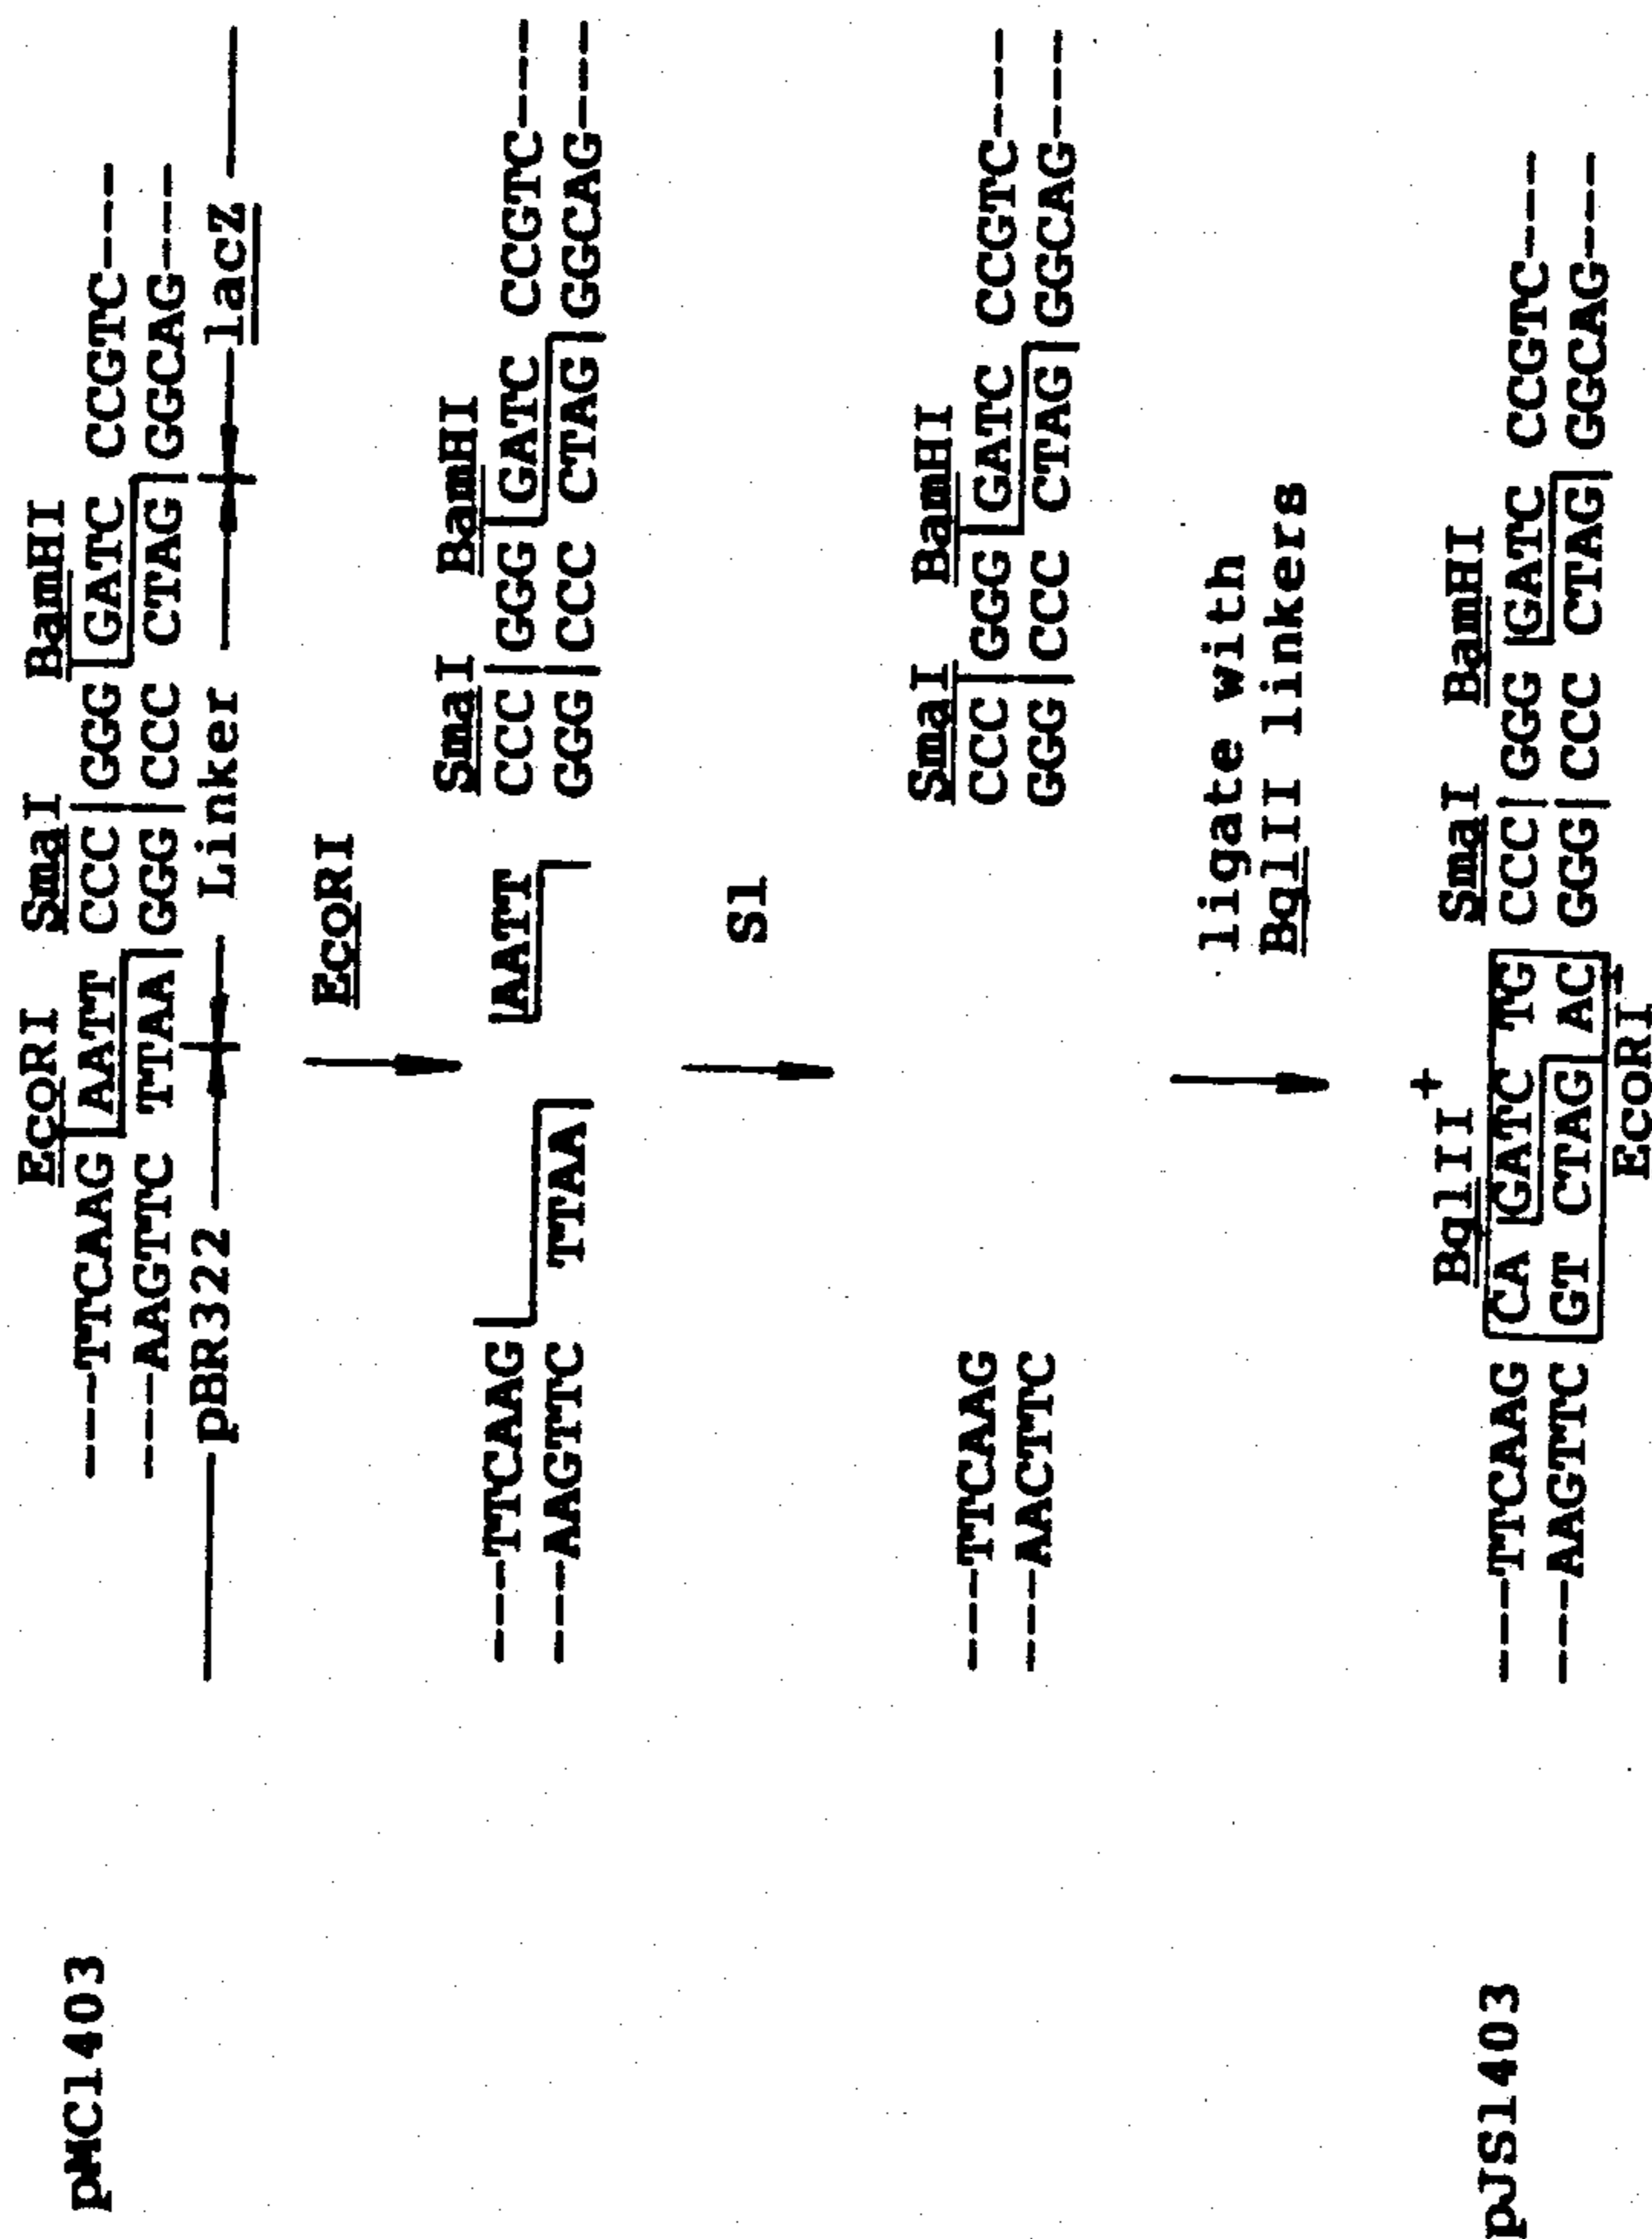 EcoRI SmaI BamHI
pMC1403 ----TTCAAG AATT CCC GGG GATC CCGTC----
----AAGTTC TTAA GGG CCC CTAG GGCAG----
pBR322 Linker lacZ
EcoRI
SmaI BamHI
----TTCAAG AATT CCC GGG GATC CCGTC----
----AAGTTC TTAA GGG CCC CTAG GGCAG----
S1
SmaI BamHI
----TTCAAG CCC GGG GATC CCGTC----
----AACTTC GGG CCC CTAG GGCAG----
ligate with
BglII linkers
BglII+ SmaI BamHI
pJS1403 ----TTCAAG CA GATC TG CCC GGG GATC CCGTC----
----AAGTTC GT CTAG AC GGG CCC CTAG GGCAG----
EcoRI-